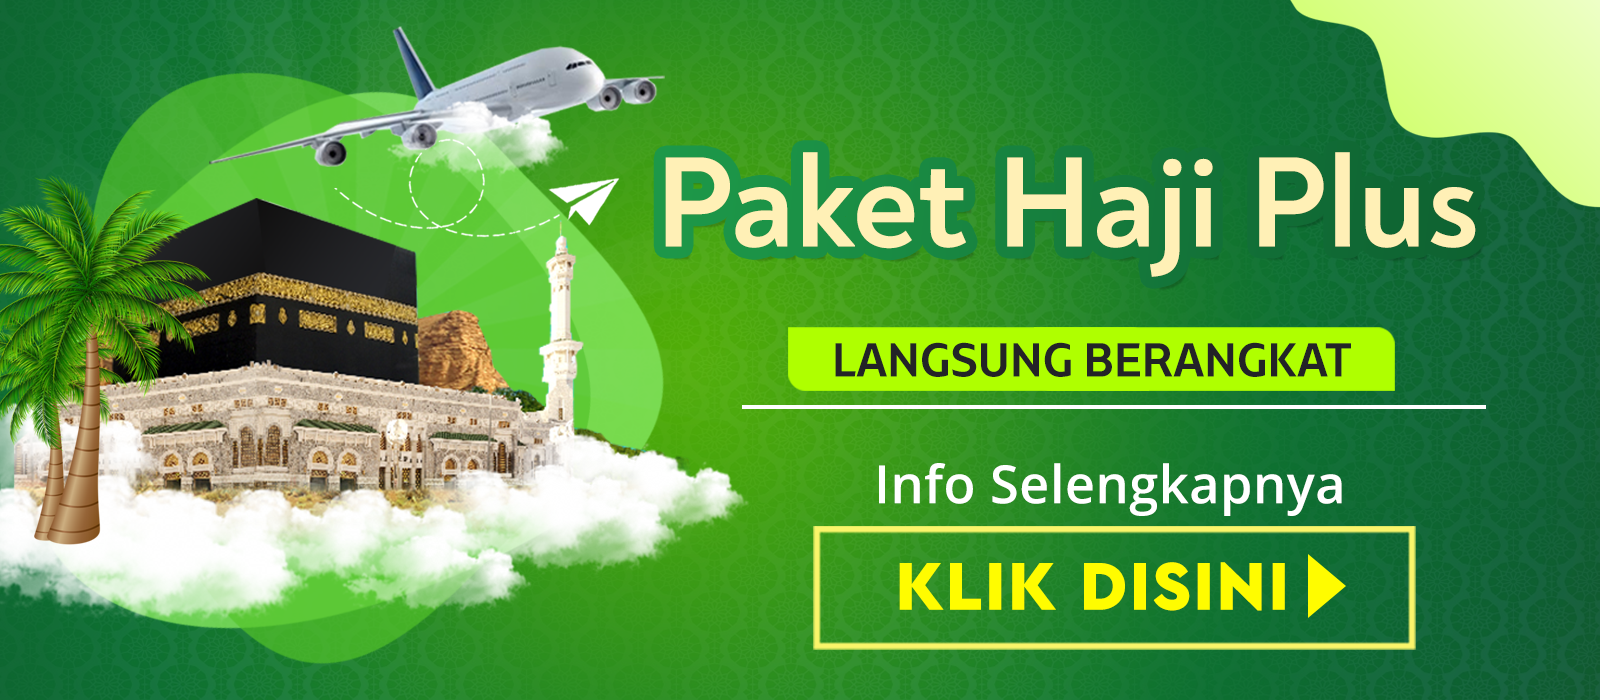 Paket Haji Plus
LANGSUNG BERANGKAT
Info Selengkapnya
KLIK DISINI